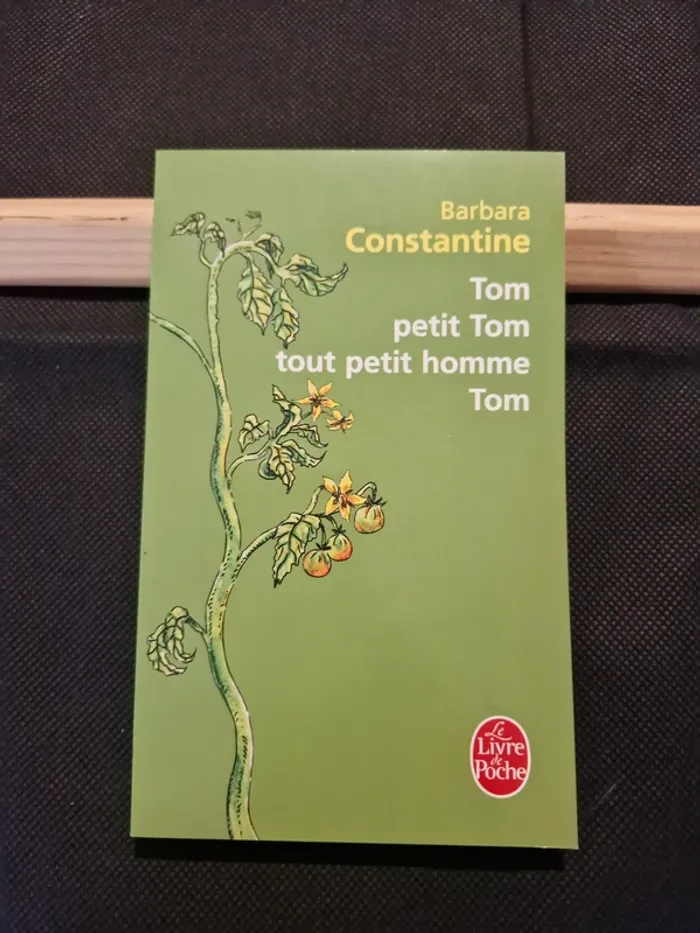 Barbara
Constantine
Tom
petit Tom
tout petit homme
Tom
Le
Livre
de
Poche